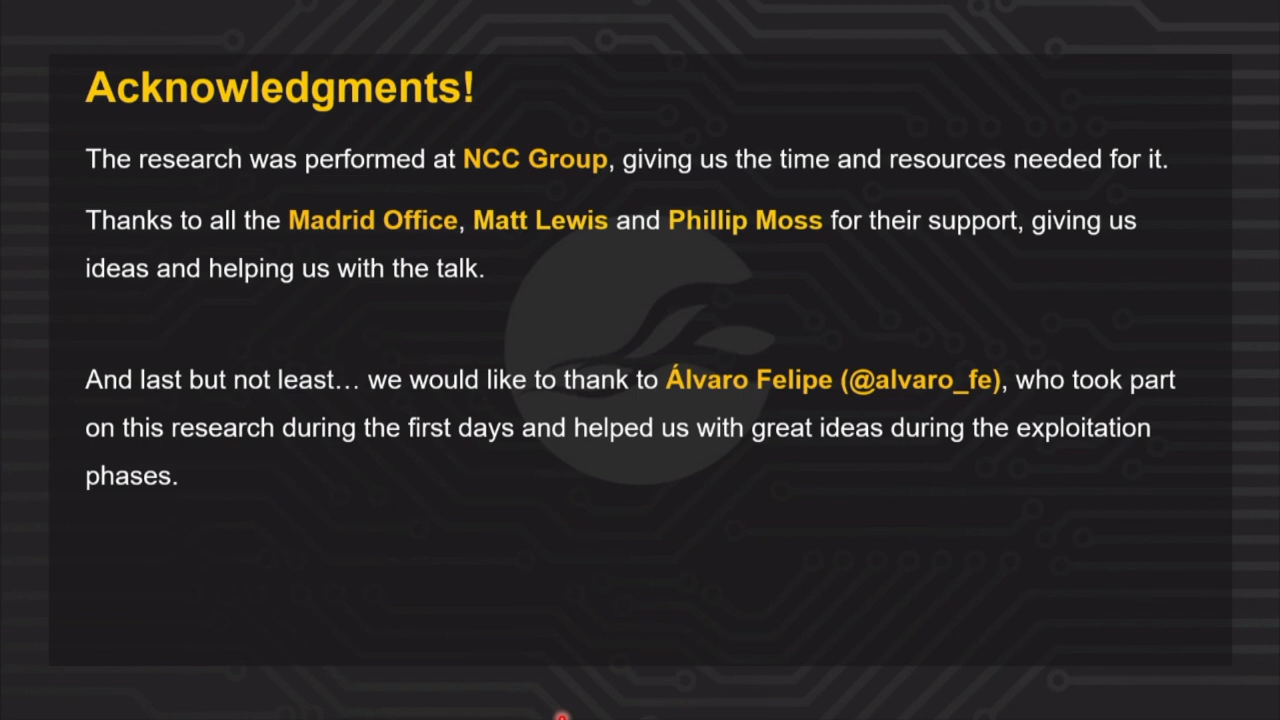 Acknowledgments!
The research was performed at NCC Group, giving us the time and resources needed for it.
Thanks to all the Madrid Office, Matt Lewis and Phillip Moss for their support, giving us
ideas and helping us with the talk.
And last but not least… we would like to thank to Álvaro Felipe (@alvaro_fe), who took part
on this research during the first days and helped us with great ideas during the exploitation
phases.